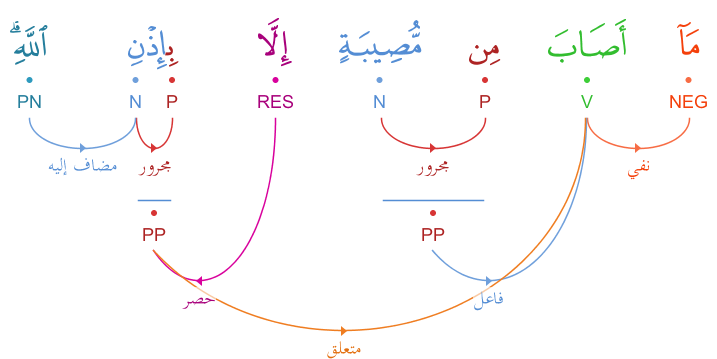 مَآ أَصَابَ مِن مُّصِيبَةٍ إِلَّا بِإِذْنِ ٱللَّهِ ۗ
NEG V P N RES P N PN
نفي مجرور مجرور مضاف إليه
PP PP
فاعل حصر
متعلق